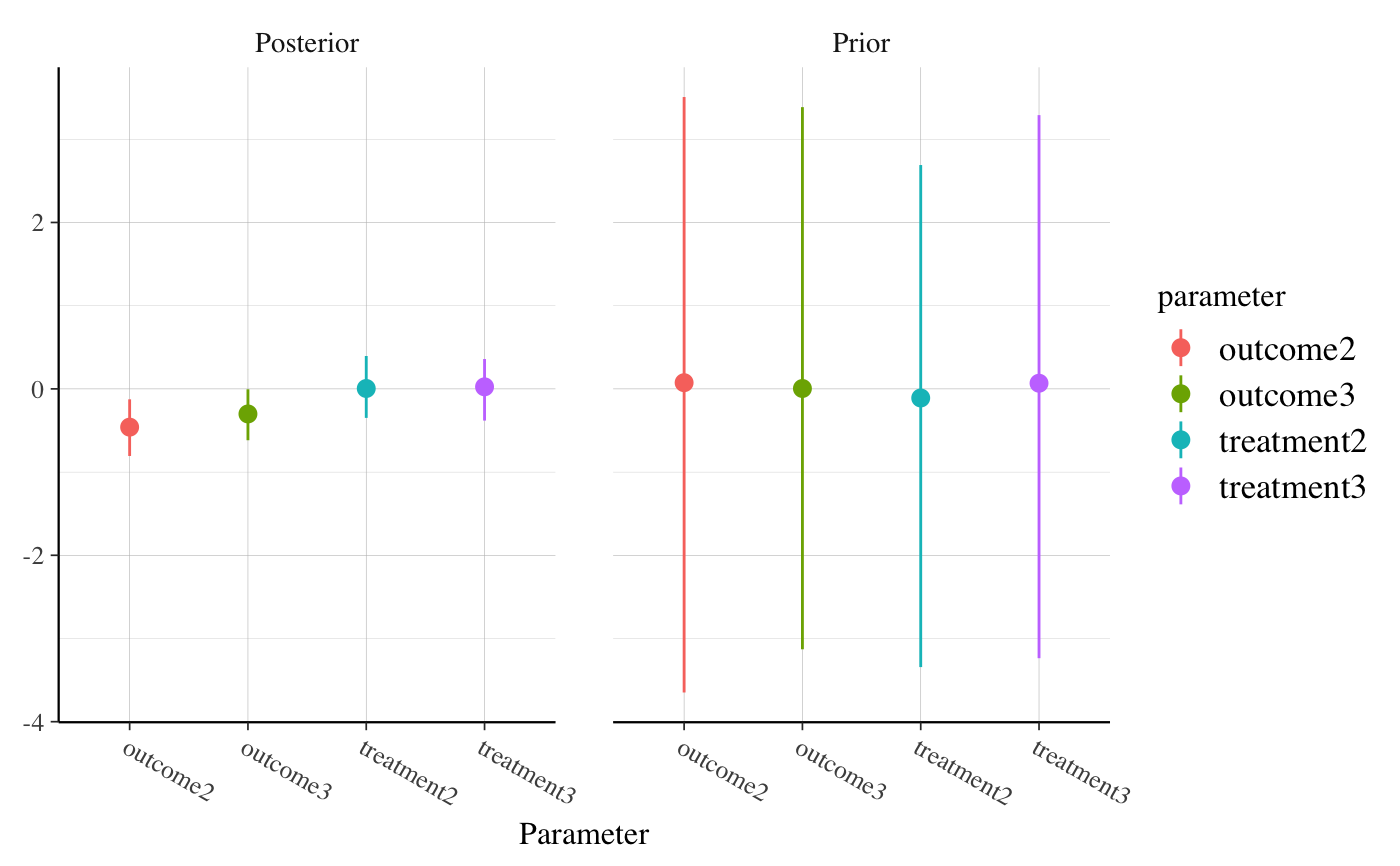 Posterior
Prior
2
0
-2
-4
outcome2
outcome3
treatment2
treatment3
outcome2
outcome3
treatment2
treatment3
Parameter
parameter
outcome2
outcome3
treatment2
treatment3